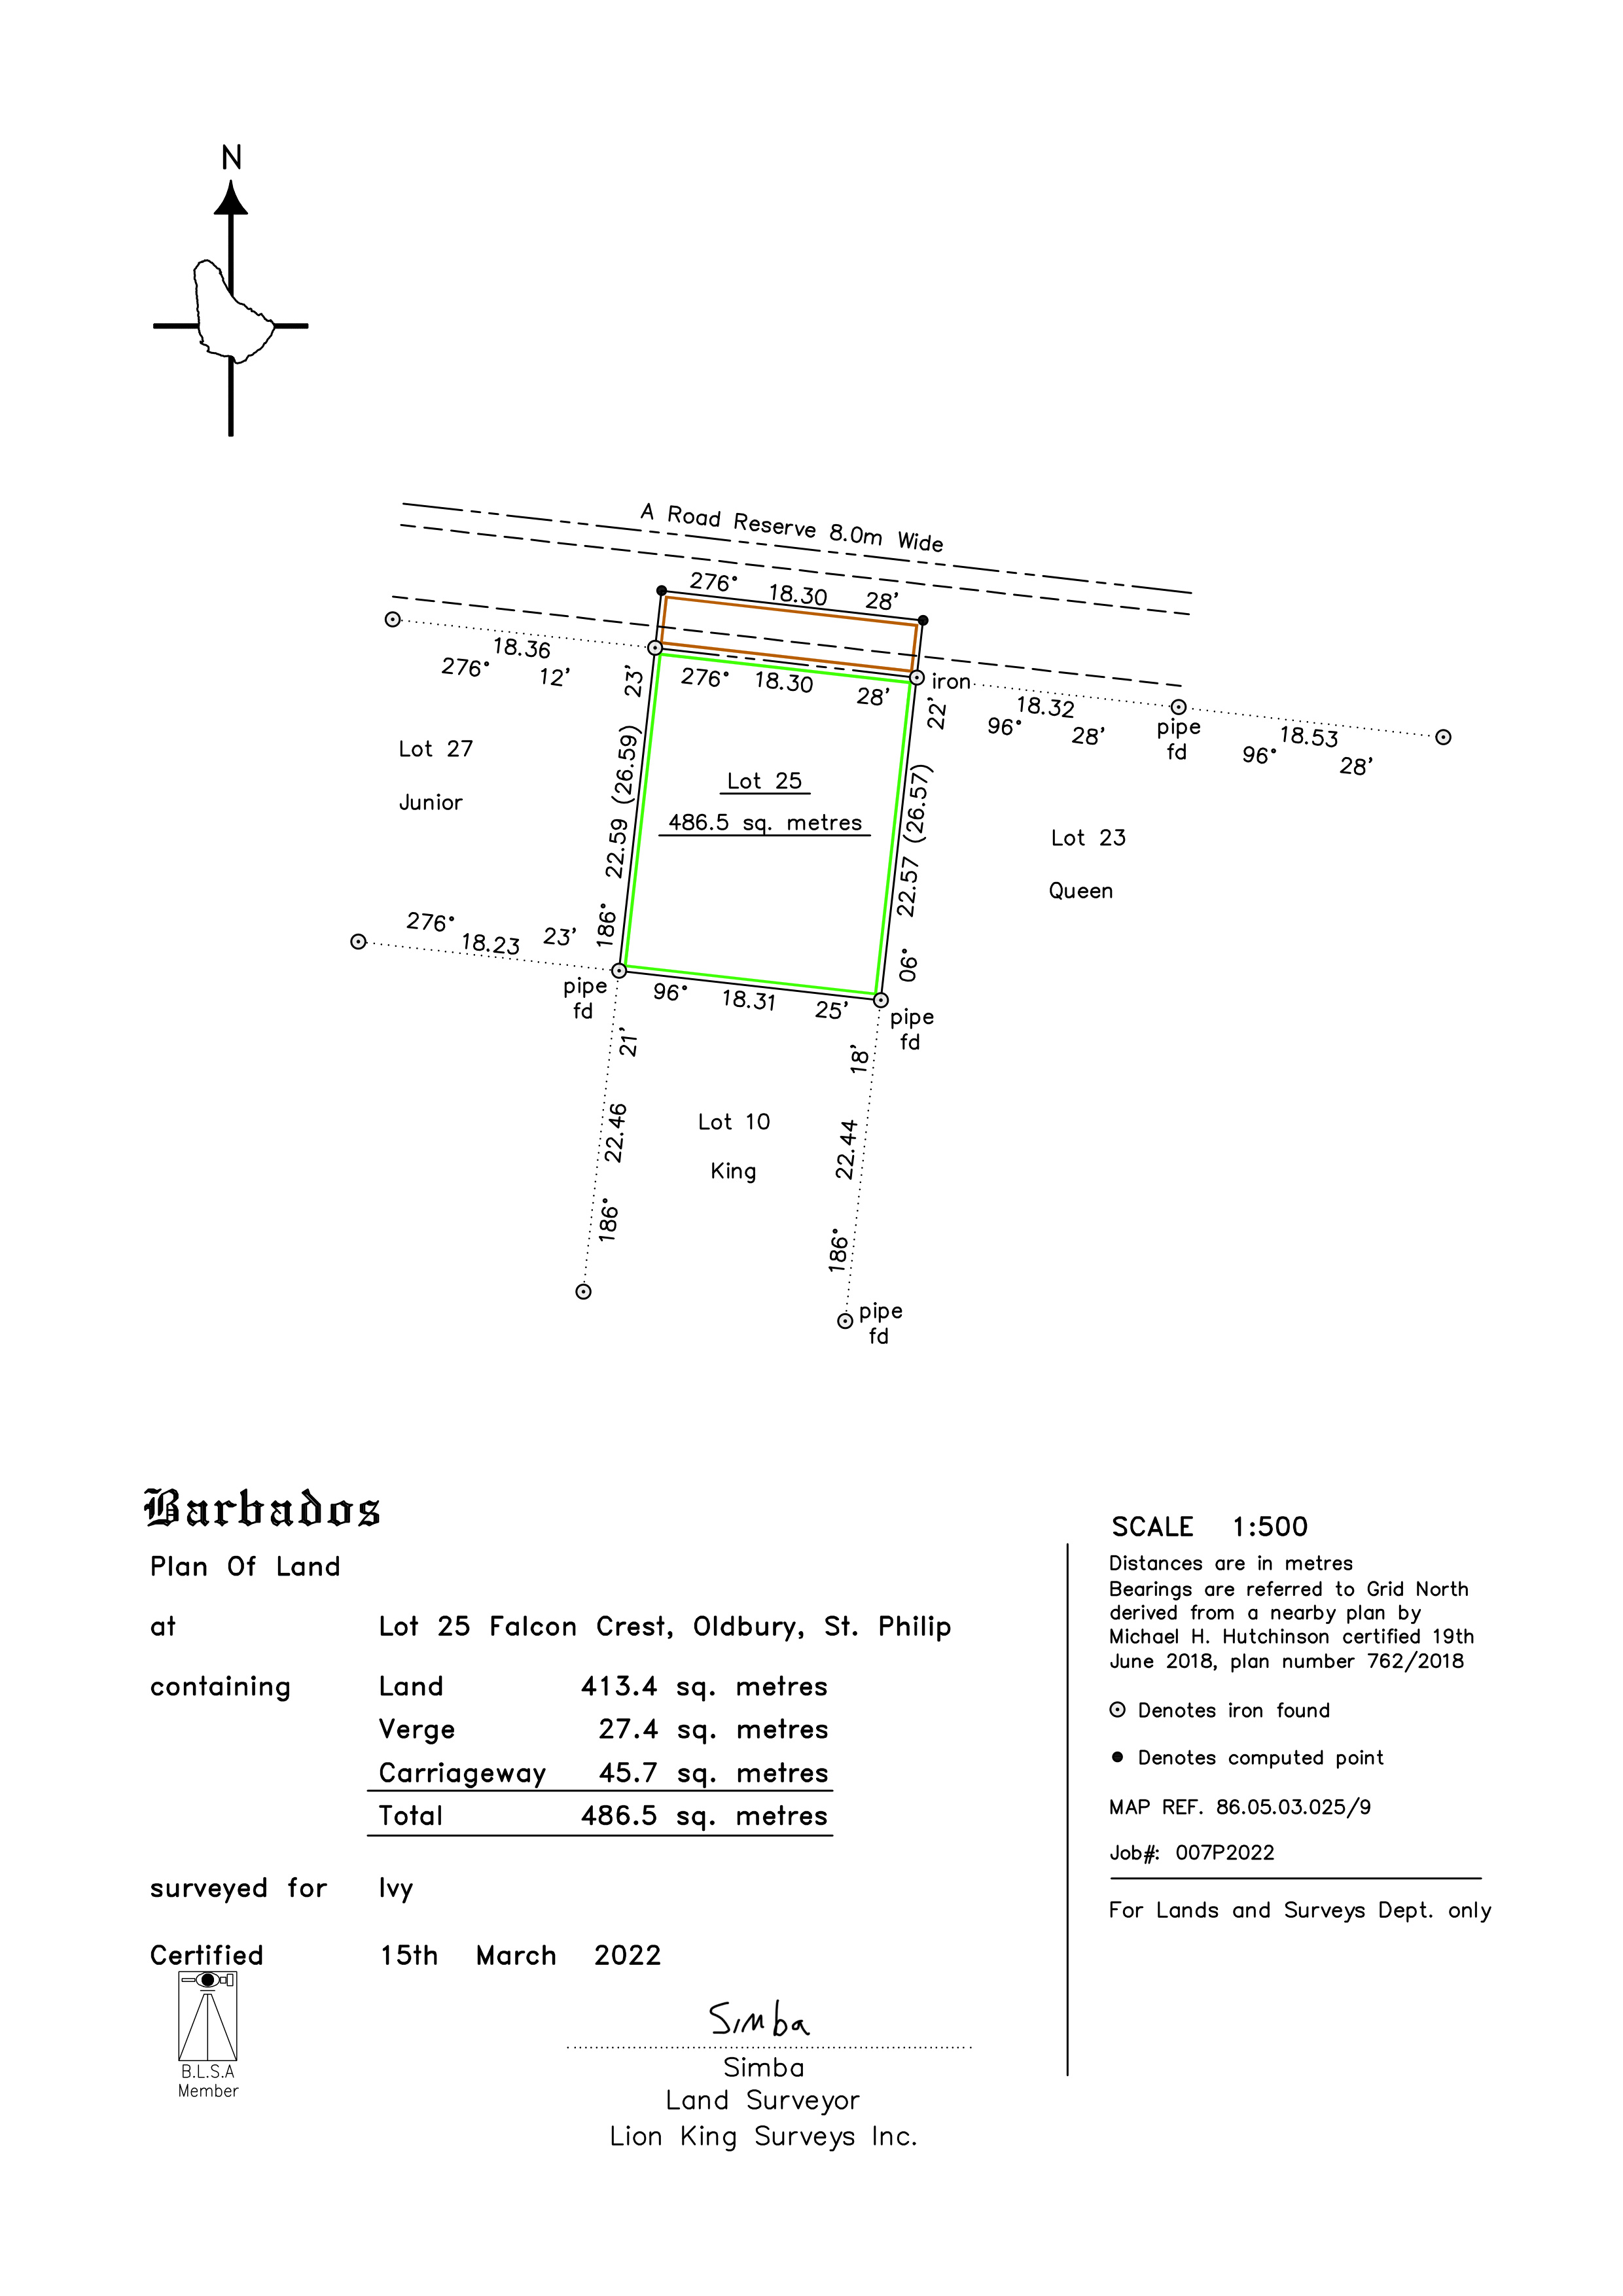 N
A Road Reserve 8.0m Wide
276° 18.30 28'
18.36
276° 12'
23'
276° 18.30 28'
iron
22'
18.32
96° 28'
pipe
fd
18.53
96° 28'
Lot 27
Junior
22.59 (26.59)
186°
Lot 25
486.5 sq. metres
22.57 (26.57)
06°
Lot 23
Queen
276° 18.23 23'
pipe
fd
96° 18.31 25'
pipe
fd
21'
22.46
186°
18'
22.44
186°
Lot 10
King
pipe
fd
Barbados
Plan Of Land
at Lot 25 Falcon Crest, Oldbury, St. Philip
containing Land 413.4 sq. metres
Verge 27.4 sq. metres
Carriageway 45.7 sq. metres
Total 486.5 sq. metres
surveyed for Ivy
Certified 15th March 2022
B.L.S.A
Member
Simba
Simba
Land Surveyor
Lion King Surveys Inc.
SCALE 1:500
Distances are in metres
Bearings are referred to Grid North
derived from a nearby plan by
Michael H. Hutchinson certified 19th
June 2018, plan number 762/2018
Denotes iron found
Denotes computed point
MAP REF. 86.05.03.025/9
Job#: 007P2022
For Lands and Surveys Dept. only